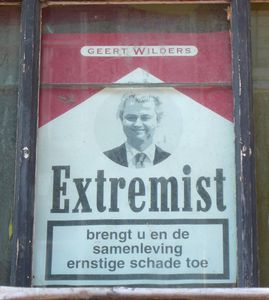 GEERT WILDERS
Extremist
brengt u en de
samenleving
ernstige schade toe